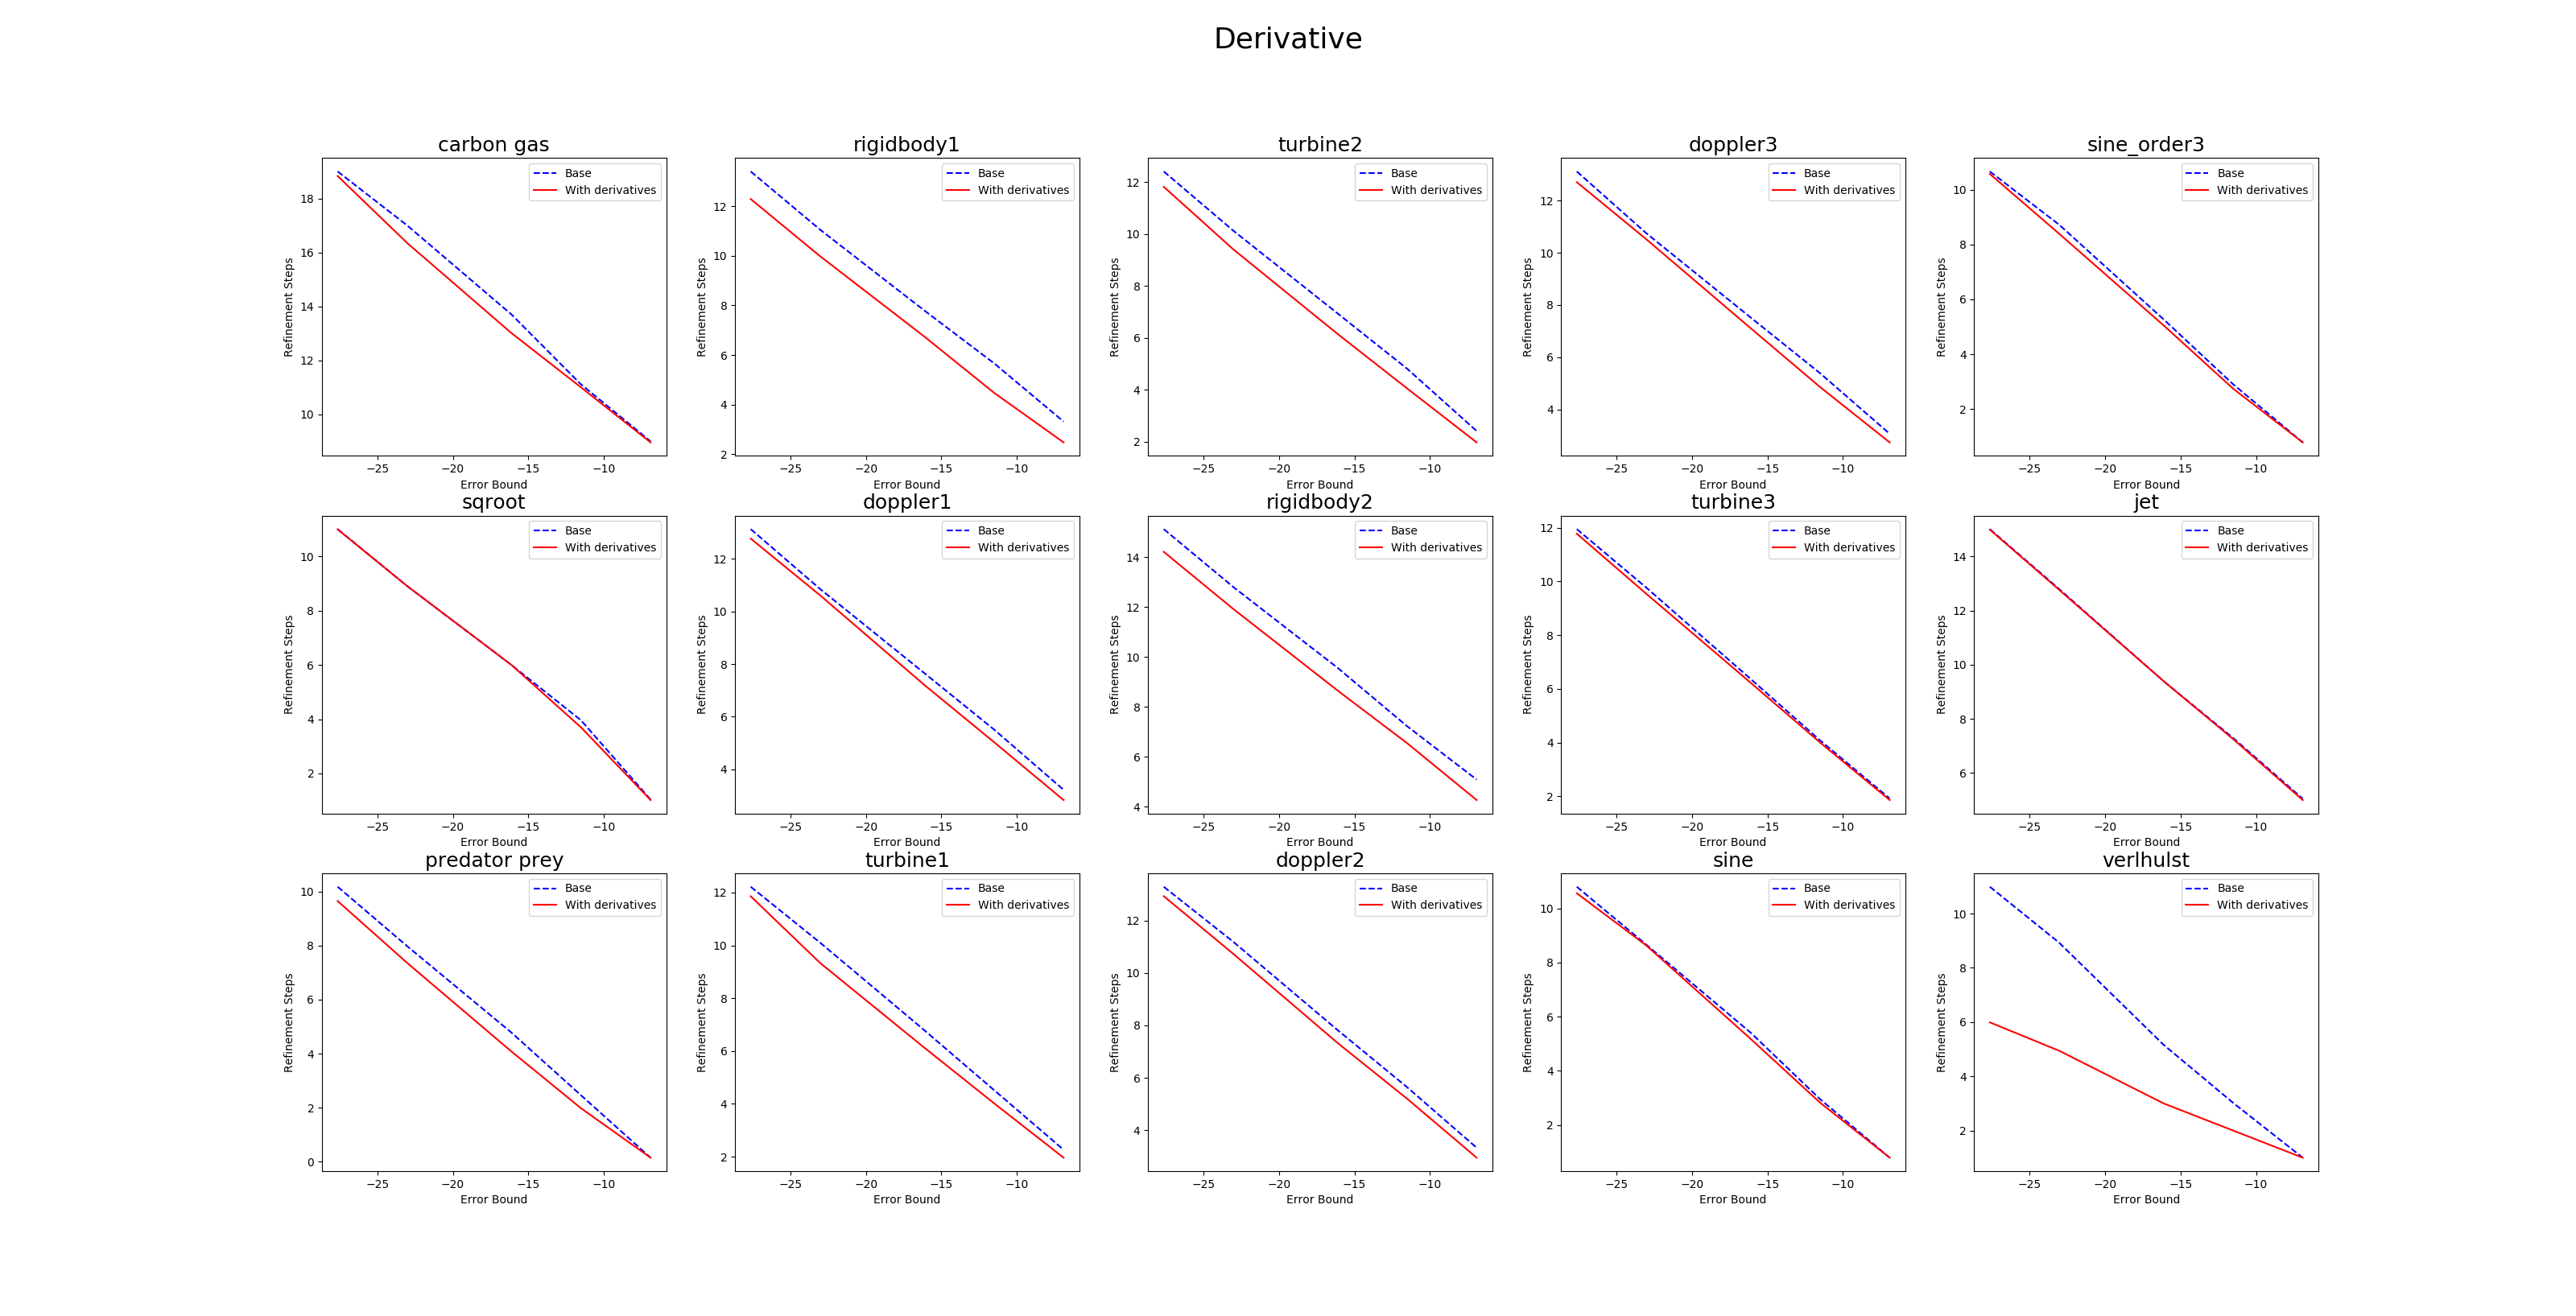 Derivative
carbon gas
Refinement Steps
18
16
14
12
10
Base
With derivatives
−25 −20 −15 −10
Error Bound
rigidbody1
Refinement Steps
12
10
8
6
4
2
Base
With derivatives
−25 −20 −15 −10
Error Bound
turbine2
Refinement Steps
12
10
8
6
4
2
Base
With derivatives
−25 −20 −15 −10
Error Bound
doppler3
Refinement Steps
12
10
8
6
4
Base
With derivatives
−25 −20 −15 −10
Error Bound
sine_order3
Refinement Steps
10
8
6
4
2
Base
With derivatives
−25 −20 −15 −10
Error Bound
sqroot
Refinement Steps
10
8
6
4
2
Base
With derivatives
−25 −20 −15 −10
Error Bound
doppler1
Refinement Steps
12
10
8
6
4
Base
With derivatives
−25 −20 −15 −10
Error Bound
rigidbody2
Refinement Steps
14
12
10
8
6
4
Base
With derivatives
−25 −20 −15 −10
Error Bound
turbine3
Refinement Steps
12
10
8
6
4
2
Base
With derivatives
−25 −20 −15 −10
Error Bound
jet
Refinement Steps
14
12
10
8
6
Base
With derivatives
−25 −20 −15 −10
Error Bound
predator prey
Refinement Steps
10
8
6
4
2
0
Base
With derivatives
−25 −20 −15 −10
Error Bound
turbine1
Refinement Steps
12
10
8
6
4
2
Base
With derivatives
−25 −20 −15 −10
Error Bound
doppler2
Refinement Steps
12
10
8
6
4
Base
With derivatives
−25 −20 −15 −10
Error Bound
sine
Refinement Steps
10
8
6
4
2
Base
With derivatives
−25 −20 −15 −10
Error Bound
verlhulst
Refinement Steps
10
8
6
4
2
Base
With derivatives
−25 −20 −15 −10
Error Bound